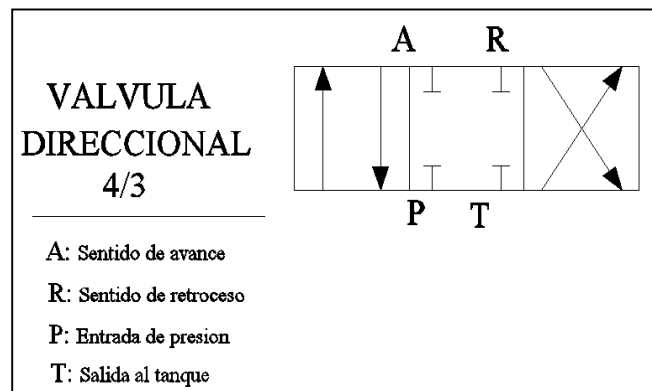 A R
VALVULA
DIRECCIONAL
4/3
P T
A: Sentido de avance
R: Sentido de retroceso
P: Entrada de presion
T: Salida al tanque